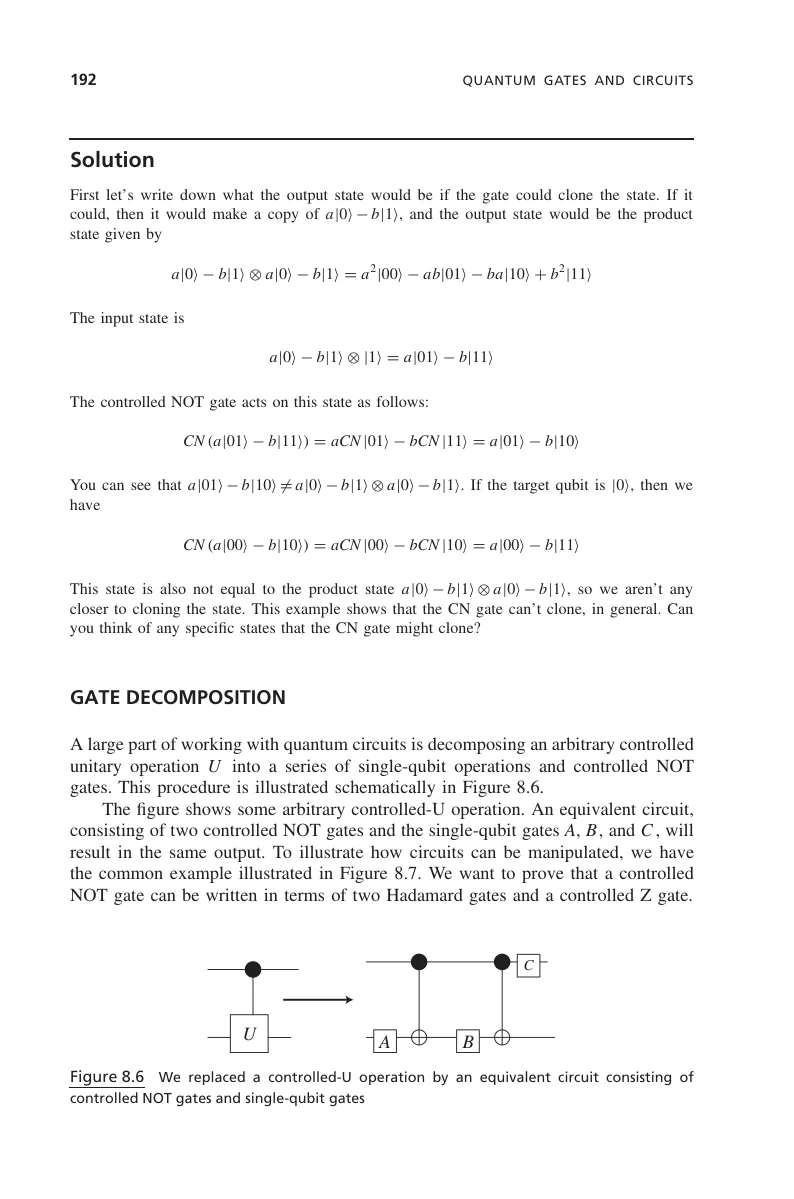 192
QUANTUM GATES AND CIRCUITS
Solution
First let's write down what the output state would be if the gate could clone the state. If it
could, then it would make a copy of a|0⟩ − b|1⟩, and the output state would be the product
state given by
a|0⟩ − b|1⟩ ⊗ a|0⟩ − b|1⟩ = a²|00⟩ − ab|01⟩ − ba|10⟩ + b²|11⟩
The input state is
a|0⟩ − b|1⟩ ⊗ |1⟩ = a|01⟩ − b|11⟩
The controlled NOT gate acts on this state as follows:
CN(a|01⟩ − b|11⟩) = aCN|01⟩ − bCN|11⟩ = a|01⟩ − b|10⟩
You can see that a|01⟩ − b|10⟩ ≠ a|0⟩ − b|1⟩ ⊗ a|0⟩ − b|1⟩. If the target qubit is |0⟩, then we
have
CN(a|00⟩ − b|10⟩) = aCN|00⟩ − bCN|10⟩ = a|00⟩ − b|11⟩
This state is also not equal to the product state a|0⟩ − b|1⟩ ⊗ a|0⟩ − b|1⟩, so we aren't any
closer to cloning the state. This example shows that the CN gate can't clone, in general. Can
you think of any specific states that the CN gate might clone?
GATE DECOMPOSITION
A large part of working with quantum circuits is decomposing an arbitrary controlled
unitary operation U into a series of single-qubit operations and controlled NOT
gates. This procedure is illustrated schematically in Figure 8.6.
The figure shows some arbitrary controlled-U operation. An equivalent circuit,
consisting of two controlled NOT gates and the single-qubit gates A, B, and C, will
result in the same output. To illustrate how circuits can be manipulated, we have
the common example illustrated in Figure 8.7. We want to prove that a controlled
NOT gate can be written in terms of two Hadamard gates and a controlled Z gate.
C
U
A
B
Figure 8.6 We replaced a controlled-U operation by an equivalent circuit consisting of
controlled NOT gates and single-qubit gates